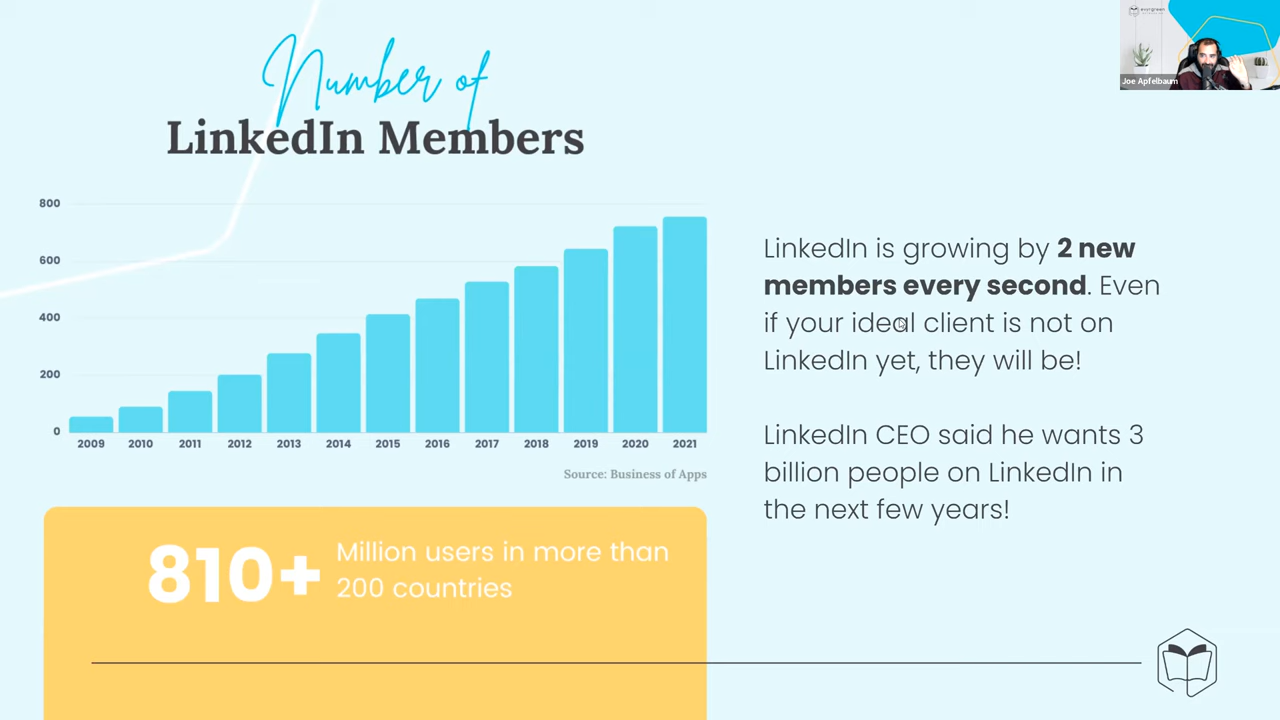 Number of
LinkedIn Members
800
600
400
200
0
2009 2010 2011 2012 2013 2014 2015 2016 2017 2018 2019 2020 2021
Source: Business of Apps
810+
Million users in more than
200 countries
LinkedIn is growing by 2 new
members every second. Even
if your ideal client is not on
LinkedIn yet, they will be!
LinkedIn CEO said he wants 3
billion people on LinkedIn in
the next few years!
evergreen
Joe Apfelbaum